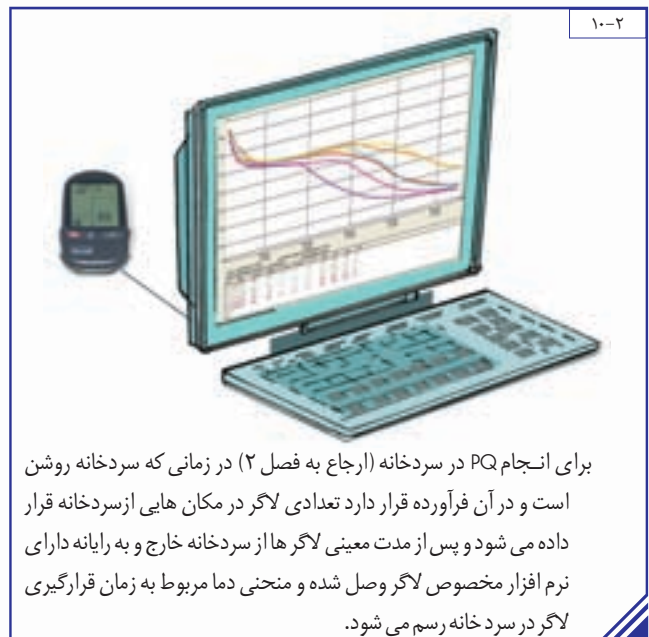 ۱۰-۲
برای انـجام PQ در سردخانه (ارجاع به فصل ۲) در زمانی که سردخانه روشن
است و در آن فرآورده قرار دارد تعدادی لاگر در مکان هایی ازسردخانه قرار
داده می شود و پس از مدت معینی لاگر ها از سردخانه خارج و به رایانه دارای
نرم افزار مخصوص لاگر وصل شده و منحنی دما مربوط به زمان قرارگیری
لاگر در سرد خانه رسم می شود.